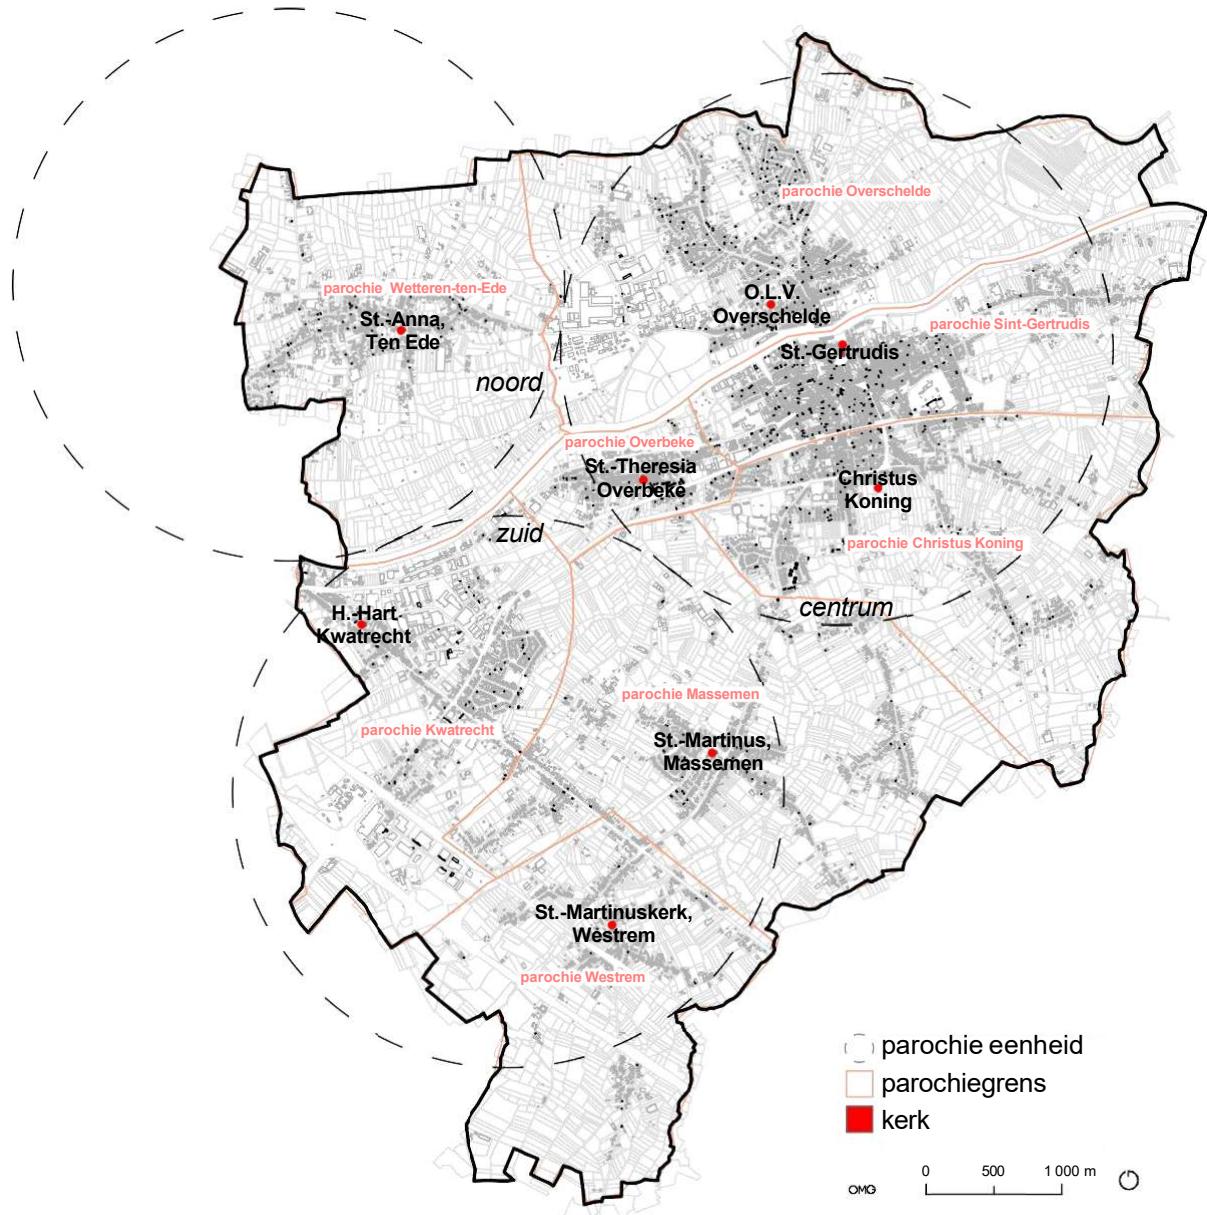 parochie Overschelde
parochie Wetteren-ten-Ede
O.L.V.
Overschelde
St.-Anna,
Ten Ede
parochie Sint-Gertrudis
St.-Gertrudis
noord
parochie Overbeke
St.-Theresia
Overbeke
Christus
Koning
zuid
parochie Christus Koning
centrum
H.-Hart
Kwatrecht
parochie Massemen
parochie Kwatrecht
St.-Martinus,
Massemen
St.-Martinuskerk,
Westrem
parochie Westrem
parochie eenheid
parochiegrens
kerk
0 500 1 000 m
OMG